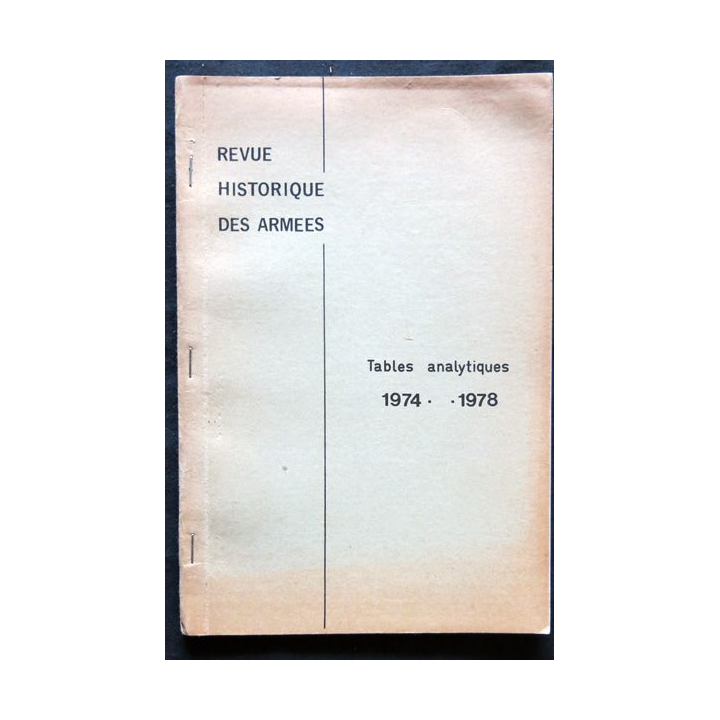 REVUE
HISTORIQUE
DES ARMEES
Tables analytiques
1974 · · 1978